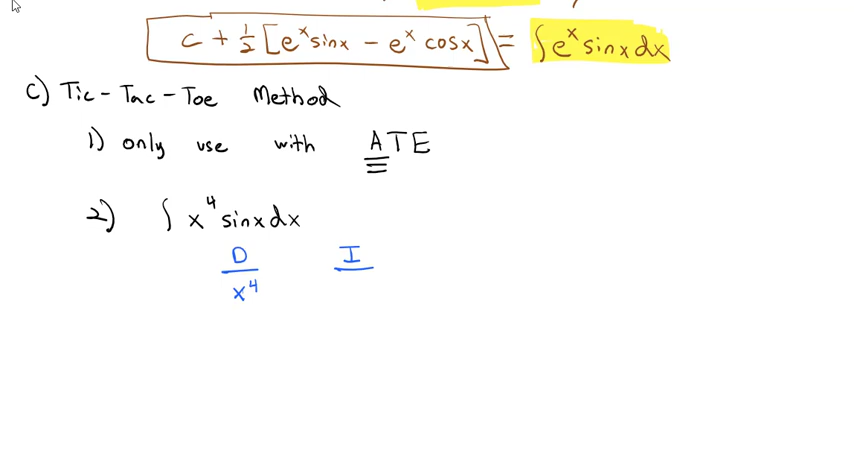 C + 1/2 [e^x sinx - e^x cosx] = ∫ e^x sinx dx
C) Tic-Tac-Toe Method
1) only use with ATE
2) ∫ x^4 sinx dx
D I
x^4